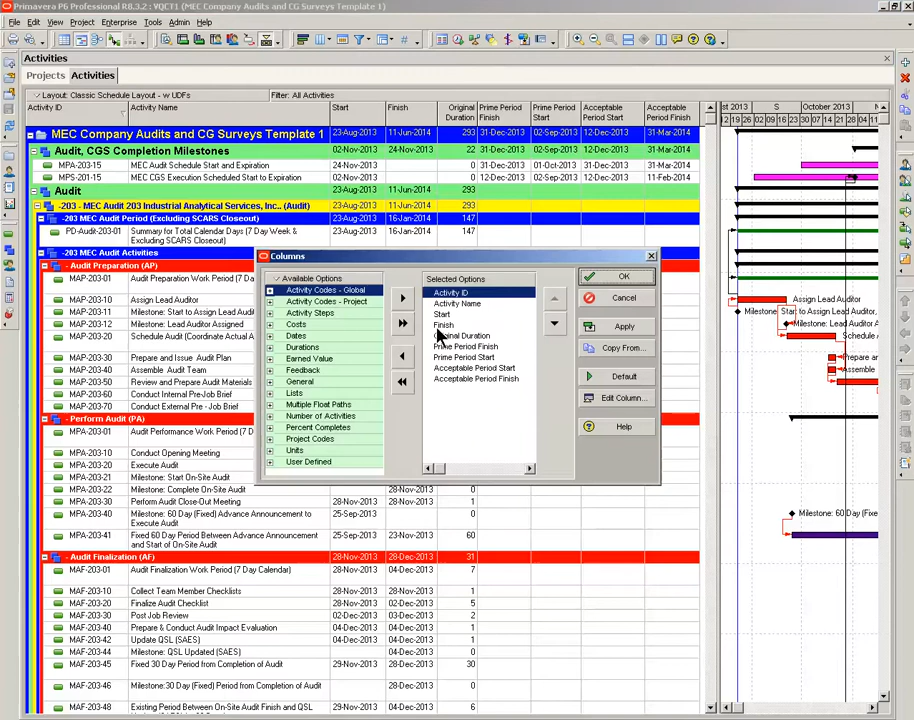 Primavera P6 Professional R8.3.2 : VQCT1 (MEC Company Audits and CG Surveys Template 1)
File Edit View Project Enterprise Tools Admin Help
Activities
Projects Activities
Layout: Classic Schedule Layout - w UDFs Filter: All Activities
Activity ID Activity Name Start Finish Original Duration Prime Period Finish Prime Period Start Acceptable Period Start Acceptable Period Finish
MEC Company Audits and CG Surveys Template 1 23-Aug-2013 11-Jun-2014 293 31-Dec-2013 02-Sep-2013 12-Dec-2013 31-Mar-2014
Audit, CGS Completion Milestones 02-Nov-2013 24-Nov-2013 22 31-Dec-2013 02-Sep-2013 12-Dec-2013 31-Mar-2014
MPA-203-15 MEC Audit Schedule Start and Expiration 0 31-Dec-2013 01-Oct-2013 31-Dec-2013 31-Mar-2014
MPS-201-15 MEC CGS Execution Scheduled Start to Expiration 0 12-Dec-2013 02-Sep-2013 12-Dec-2013 11-Feb-2014
Audit 23-Aug-2013 11-Jun-2014 293
-203 - MEC Audit 203 Industrial Analytical Services, Inc.. (Audit) 23-Aug-2013 11-Jun-2014 293
-203 MEC Audit Period (Excluding SCARS Closeout) 23-Aug-2013 16-Jan-2014 147
PD-Audit-203-01 Summary for Total Calendar Days (7 Day Week & Excluding SCARS Closeout) 23-Aug-2013 16-Jan-2014 147
-203 MEC Audit Activities
- Audit Preparation (AP)
MAP-203-01 Audit Preparation Work Period (7 Da
MAP-203-10 Assign Lead Auditor
MAP-203-11 Milestone: Start to Assign Lead Aud
MAP-203-12 Milestone: Lead Auditor Assigned
MAP-203-20 Schedule Audit (Coordinate Actual A
MAP-203-30 Prepare and Issue Audit Plan
MAP-203-40 Assemble Audit Team
MAP-203-50 Review and Prepare Audit Materials
MAP-203-60 Conduct Internal Pre-Job Brief
MAP-203-70 Conduct External Pre - Job Brief
- Perform Audit (PA)
MPA-203-01 Audit Performance Work Period (7 D
MPA-203-10 Conduct Opening Meeting
MPA-203-20 Execute Audit
MPA-203-21 Milestone: Start On-Site Audit
MPA-203-22 Milestone: Complete On-Site Audit 28-Nov-2013 0
MPA-203-30 Perform Audit Close-Out Meeting 28-Nov-2013 28-Nov-2013 1
MPA-203-40 Milestone: 60 Day (Fixed) Advance Announcement to Execute Audit 25-Sep-2013 0
MPA-203-41 Fixed 60 Day Period Between Advance Announcement and Start of On-Site Audit 25-Sep-2013 23-Nov-2013 60
- Audit Finalization (AF) 28-Nov-2013 28-Dec-2013 31
MAF-203-01 Audit Finalization Work Period (7 Day Calendar) 28-Nov-2013 04-Dec-2013 7
MAF-203-10 Collect Team Member Checklists 28-Nov-2013 28-Nov-2013 1
MAF-203-20 Finalize Audit Checklist 28-Nov-2013 02-Dec-2013 5
MAF-203-30 Post Job Review 02-Dec-2013 02-Dec-2013 2
MAF-203-40 Prepare & Conduct Audit Impact Evaluation 04-Dec-2013 04-Dec-2013 1
MAF-203-42 Update QSL (SAES) 04-Dec-2013 04-Dec-2013 1
MAF-203-44 Milestone: QSL Updated (SAES) 04-Dec-2013 0
MAF-203-45 Fixed 30 Day Period from Completion of Audit 29-Nov-2013 28-Dec-2013 30
MAF-203-46 Milestone:30 Day (Fixed) Period from Completion of Audit 28-Dec-2013 0
MAF-203-48 Existing Period Between On-Site Audit Finish and QSL 29-Nov-2013 04-Dec-2013 6
Columns
Available Options
Activity Codes - Global
Activity Codes - Project
Activity Steps
Costs
Dates
Durations
Earned Value
Feedback
General
Lists
Multiple Float Paths
Number of Activities
Percent Completes
Project Codes
Units
User Defined
Selected Options
Activity ID
Activity Name
Start
Finish
Prime Period Finish
Prime Period Start
Acceptable Period Start
Acceptable Period Finish
OK
Cancel
Apply
Copy From...
Default
Edit Column...
Help
st 2013 S October 2013
12 19 26 02 09 16 23 30 07 14 21 28 04
Assign Lead Auditor
Milestone: Lead Auditor Assigned
Schedule A
Prepare an
Assemble
Milestone: 60 Day (Fixed